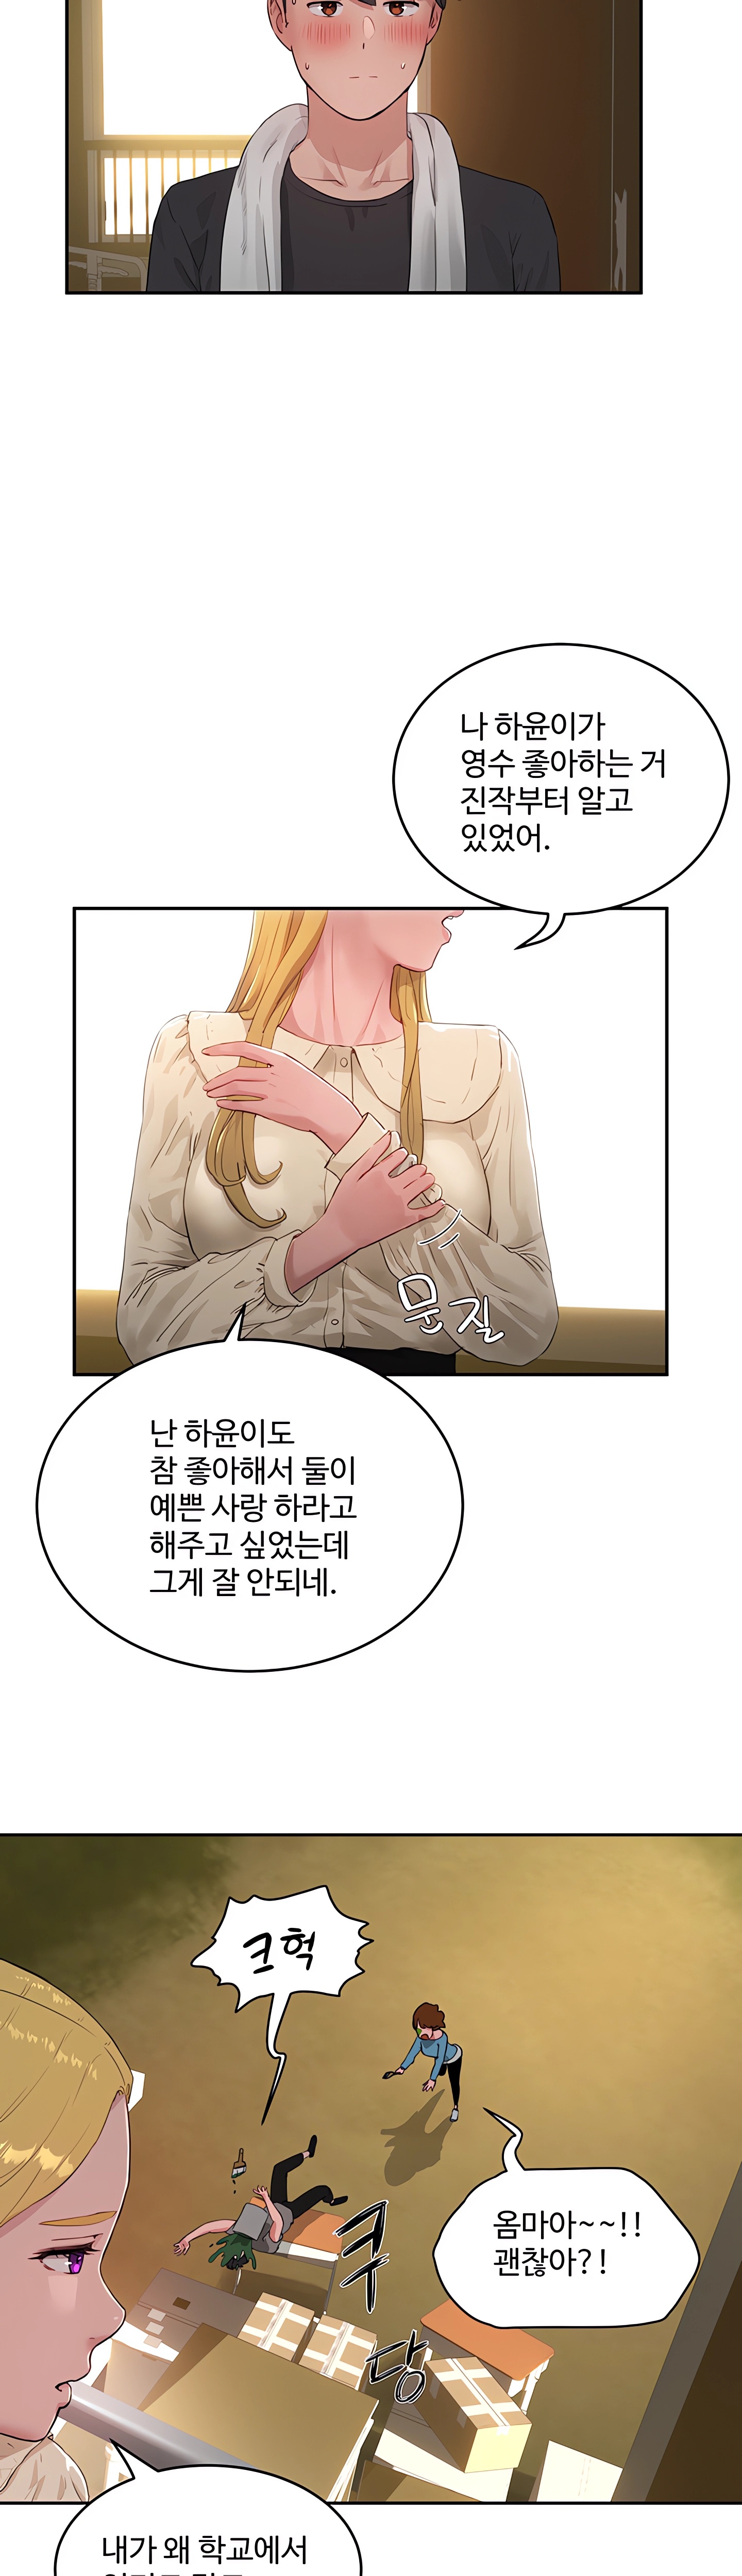 나 하윤이가
영수 좋아하는 거
진작부터 알고
있었어.
문질
난 하윤이도
참 좋아해서 둘이
예쁜 사랑 하라고
해주고 싶었는데
그게 잘 안되네.
크헉
옴마아~~!!
괜찮아?!
쿠
당
내가 왜 학교에서